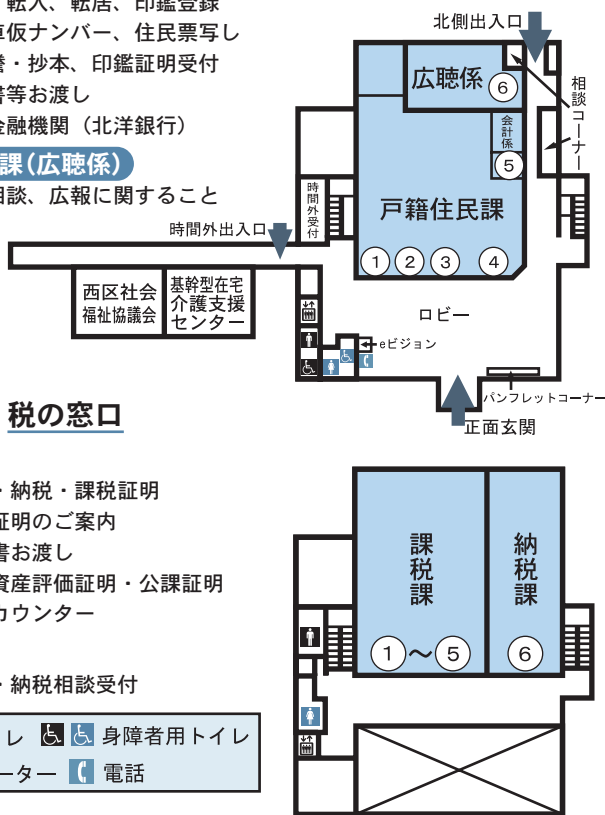 転入、転居、印鑑登録
車仮ナンバー、住民票写し
謄・抄本、印鑑証明受付
書等お渡し
金融機関（北洋銀行）
課(広聴係)
相談、広報に関すること
北側出入口
広聴係 ⑥
相談コーナー
会計係
⑤
時間外受付
戸籍住民課
時間外出入口
① ② ③ ④
西区社会
福祉協議会
基幹型在宅
介護支援
センター
ロビー
eビジョン
パンフレットコーナー
正面玄関
税の窓口
・納税・課税証明
証明のご案内
書お渡し
資産評価証明・公課証明
カウンター
・納税相談受付
課税課
納税課
①～⑤
⑥
レ 身障者用トイレ
ーター 電話